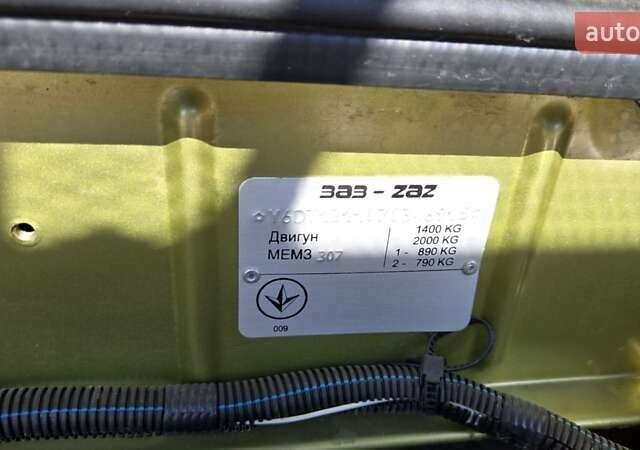 auto
ЗАЗ - ZAZ
Двигун
МЕМЗ 307
1400 KG
2000 KG
1 - 890 KG
2 - 790 KG
009